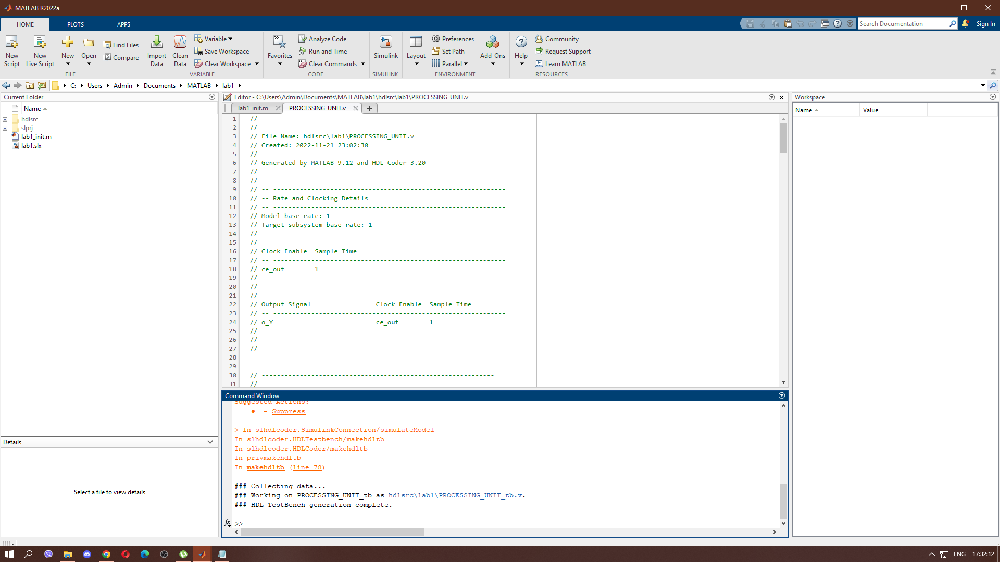 MATLAB R2022a
HOME PLOTS APPS
Search Documentation
Sign In
New Script
New Live Script
New
Open
Find Files
Compare
FILE
Import Data
Clean Data
Variable
Save Workspace
Clear Workspace
VARIABLE
Favorites
Analyze Code
Run and Time
Clear Commands
CODE
Simulink
SIMULINK
Layout
Preferences
Set Path
Parallel
Add-Ons
ENVIRONMENT
Help
Community
Request Support
Learn MATLAB
RESOURCES
C: Users Admin Documents MATLAB lab1
Current Folder
Name
hdlsrc
slprj
lab1_init.m
lab1.slx
Details
Select a file to view details
Editor - C:\Users\Admin\Documents\MATLAB\lab1\hdlsrc\lab1\PROCESSING_UNIT.v
lab1_init.m PROCESSING_UNIT.v
1 // -------------------------------------------------------------
2 //
3 // File Name: hdlsrc\lab1\PROCESSING_UNIT.v
4 // Created: 2022-11-21 23:02:30
5 //
6 // Generated by MATLAB 9.12 and HDL Coder 3.20
7 //
8 //
9 // -- -------------------------------------------------------------
10 // -- Rate and Clocking Details
11 // -- -------------------------------------------------------------
12 // Model base rate: 1
13 // Target subsystem base rate: 1
14 //
15 //
16 // Clock Enable  Sample Time
17 // -- -------------------------------------------------------------
18 // ce_out        1
19 // -- -------------------------------------------------------------
20 //
21 //
22 // Output Signal                 Clock Enable  Sample Time
23 // -- -------------------------------------------------------------
24 // o_Y                           ce_out        1
25 // -- -------------------------------------------------------------
26 //
27 // -------------------------------------------------------------
28
29
30 // -------------------------------------------------------------
31 //
Command Window
Suggested Actions:
• - Suppress
> In slhdlcoder.SimulinkConnection/simulateModel
In slhdlcoder.HDLTestbench/makehdltb
In slhdlcoder.HDLCoder/makehdltb
In privmakehdltb
In makehdltb (line 78)
### Collecting data...
### Working on PROCESSING_UNIT_tb as hdlsrc\lab1\PROCESSING_UNIT_tb.v.
### HDL TestBench generation complete.
fx >>
Workspace
Name Value
ENG 17:32:12